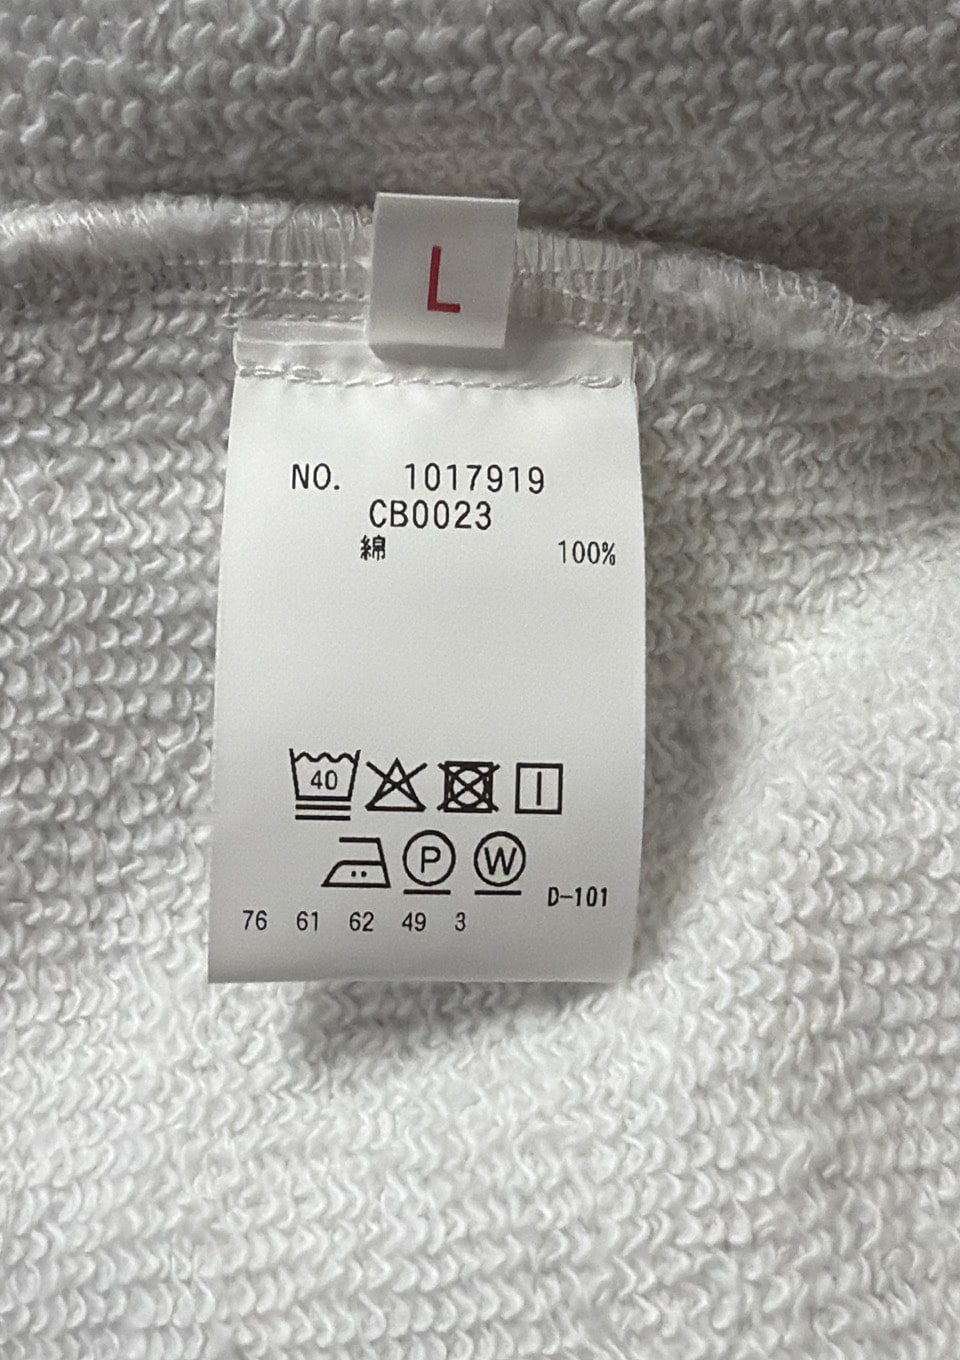 L
NO. 1017919
CB0023
綿 100%
40
P W
D-101
76 61 62 49 3